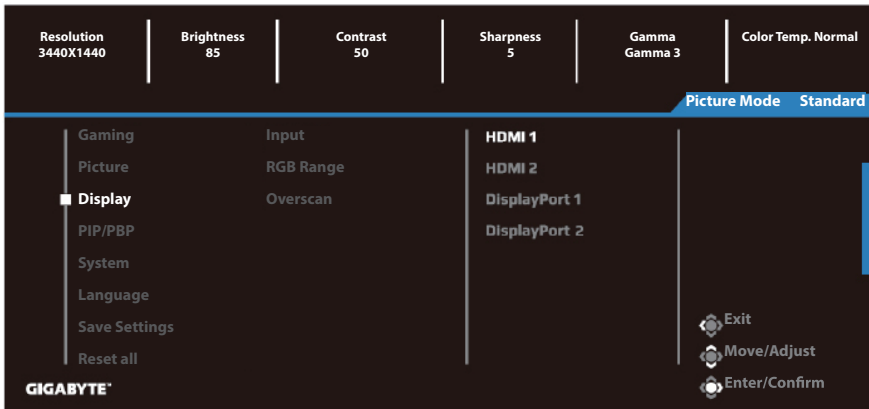 Resolution
3440X1440
Brightness
85
Contrast
50
Sharpness
5
Gamma
Gamma 3
Color Temp. Normal
Picture Mode Standard
Gaming
Picture
Display
PIP/PBP
System
Language
Save Settings
Reset all
Input
RGB Range
Overscan
HDMI 1
HDMI 2
DisplayPort 1
DisplayPort 2
Exit
Move/Adjust
Enter/Confirm
GIGABYTE™